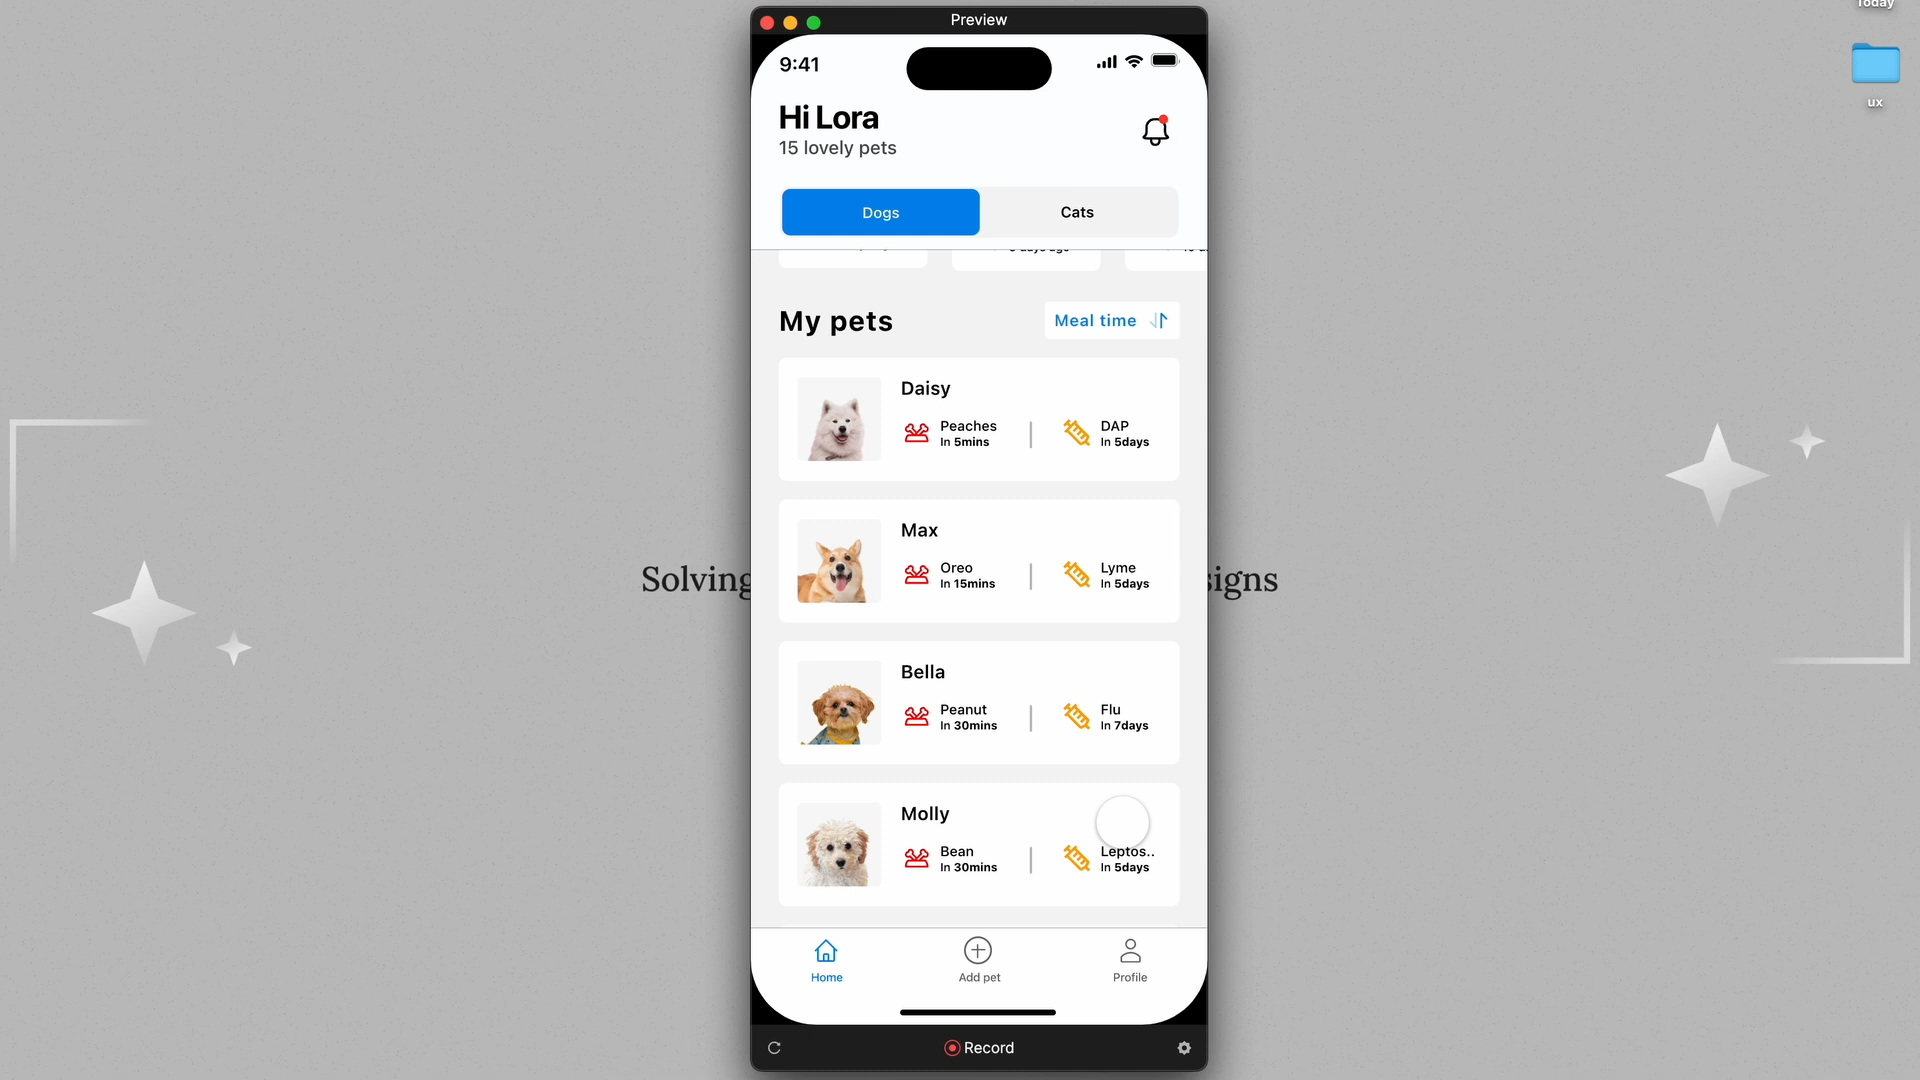 Preview
Today
ux
9:41
Hi Lora
15 lovely pets
Dogs
Cats
My pets
Meal time
Daisy
Peaches
In 5mins
DAP
In 5days
Max
Oreo
In 15mins
Lyme
In 5days
Solving
signs
Bella
Peanut
In 30mins
Flu
In 7days
Molly
Bean
In 30mins
Leptos..
In 5days
Home
Add pet
Profile
Record